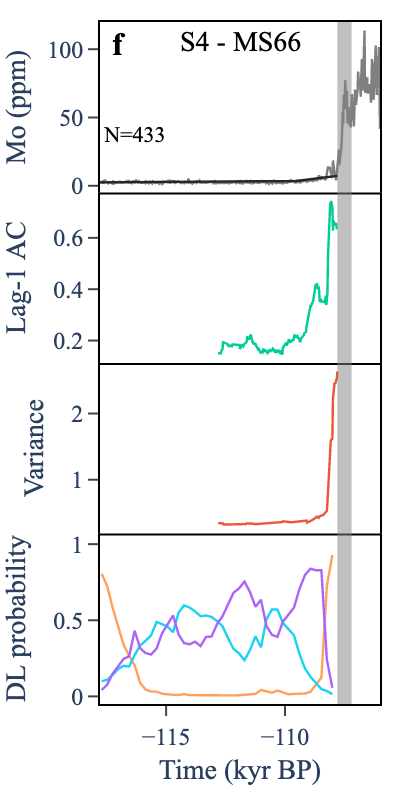 f
S4 - MS66
Mo (ppm)
100
50
0
N=433
Lag-1 AC
0.6
0.4
0.2
Variance
2
1
DL probability
1
0.5
0
−115
−110
Time (kyr BP)